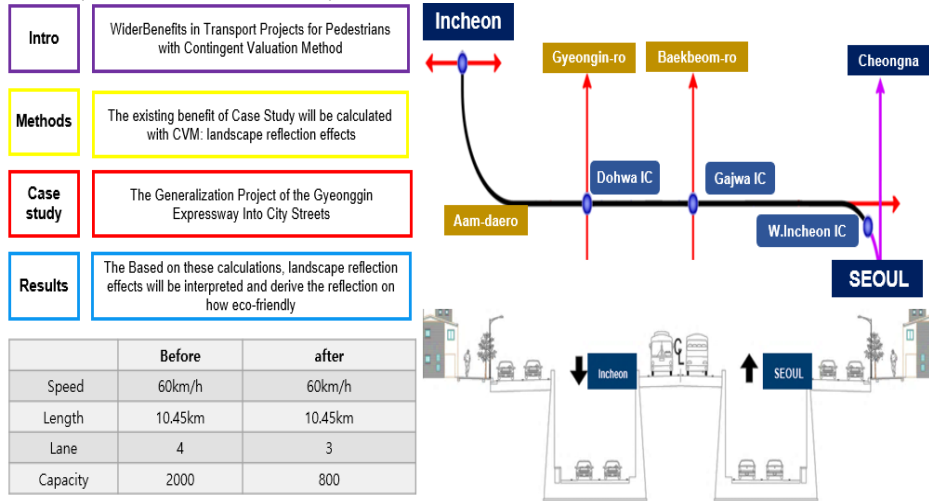 Intro
WiderBenefits in Transport Projects for Pedestrians
with Contingent Valuation Method
Methods
The existing benefit of Case Study will be calculated
with CVM: landscape reflection effects
Case
study
The Generalization Project of the Gyeonggin
Expressway Into City Streets
Results
The Based on these calculations, landscape reflection
effects will be interpreted and derive the reflection on
how eco-friendly
Before after
Speed 60km/h 60km/h
Length 10.45km 10.45km
Lane 4 3
Capacity 2000 800
Incheon
Gyeongin-ro
Baekbeom-ro
Cheongna
Dohwa IC
Gajwa IC
Aam-daero
W.Incheon IC
SEOUL
Incheon
CL
SEOUL